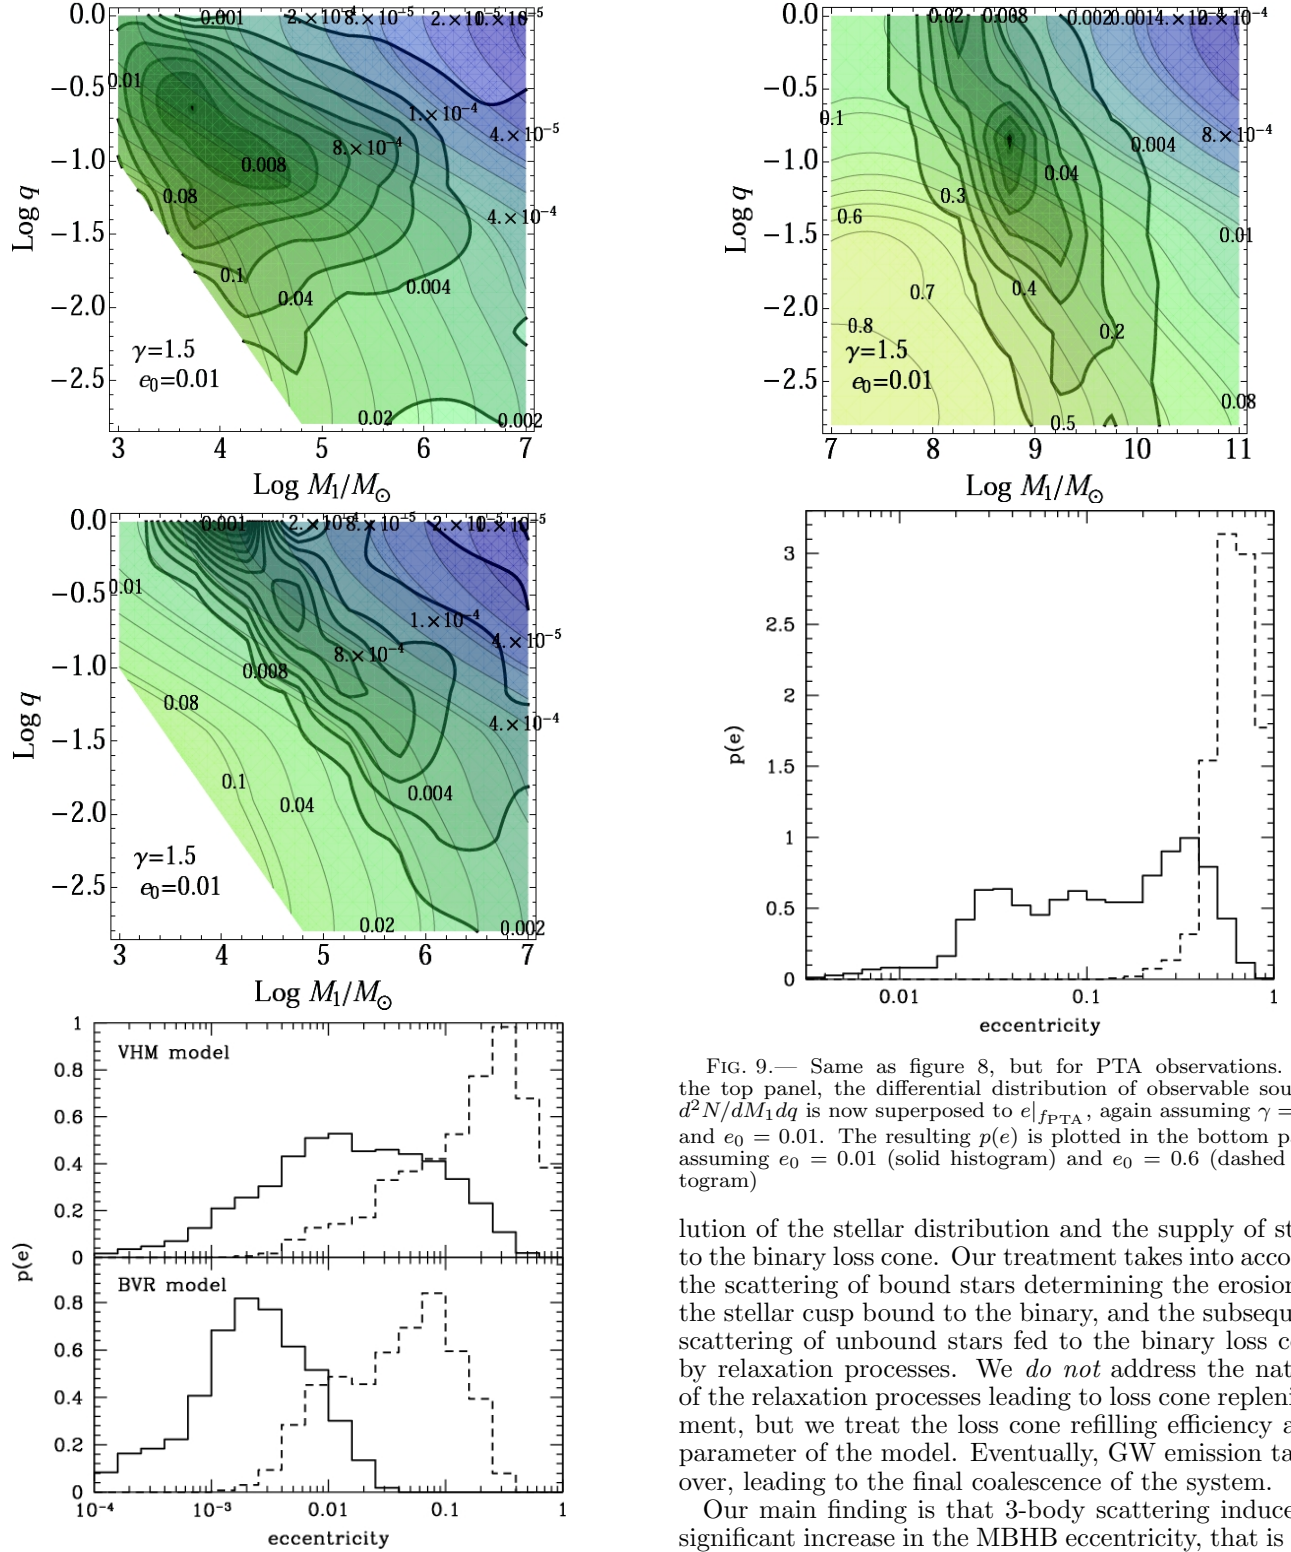 0.0
−0.5
−1.0
−1.5
−2.0
−2.5
Log q
0.001
0.01
1.×10⁻⁴
4.×10⁻⁵
8.×10⁻⁴
0.008
0.08
4.×10⁻⁴
0.1
0.04
0.004
γ=1.5
e₀=0.01
0.02
0.002
3 4 5 6 7
Log M₁/M⊙
0.0
−0.5
−1.0
−1.5
−2.0
−2.5
Log q
0.001
0.01
1.×10⁻⁴
4.×10⁻⁵
8.×10⁻⁴
0.008
0.08
4.×10⁻⁴
0.1
0.04
0.004
γ=1.5
e₀=0.01
0.02
0.002
3 4 5 6 7
Log M₁/M⊙
1
VHM model
0.8
0.6
0.4
0.2
0
p(e)
BVR model
0.8
0.6
0.4
0.2
0
10⁻⁴ 10⁻³ 0.01 0.1 1
eccentricity
0.0
−0.5
−1.0
−1.5
−2.0
−2.5
Log q
0.02 0.008
0.1
8.×10⁻⁴
0.004
0.04
0.3
0.6
0.01
0.7
0.4
0.8
0.2
γ=1.5
e₀=0.01
0.08
0.5
7 8 9 10 11
Log M₁/M⊙
3
2.5
2
1.5
1
0.5
0
p(e)
0.01 0.1 1
eccentricity
FIG. 9.— Same as figure 8, but for PTA observations.
the top panel, the differential distribution of observable sou
d²N/dM₁dq is now superposed to e|fPTA, again assuming γ =
and e₀ = 0.01. The resulting p(e) is plotted in the bottom p
assuming e₀ = 0.01 (solid histogram) and e₀ = 0.6 (dashed
togram)
lution of the stellar distribution and the supply of st
to the binary loss cone. Our treatment takes into acco
the scattering of bound stars determining the erosion
the stellar cusp bound to the binary, and the subsequ
scattering of unbound stars fed to the binary loss c
by relaxation processes. We do not address the nat
of the relaxation processes leading to loss cone repleni
ment, but we treat the loss cone refilling efficiency a
parameter of the model. Eventually, GW emission ta
over, leading to the final coalescence of the system.
Our main finding is that 3-body scattering induce
significant increase in the MBHB eccentricity, that is